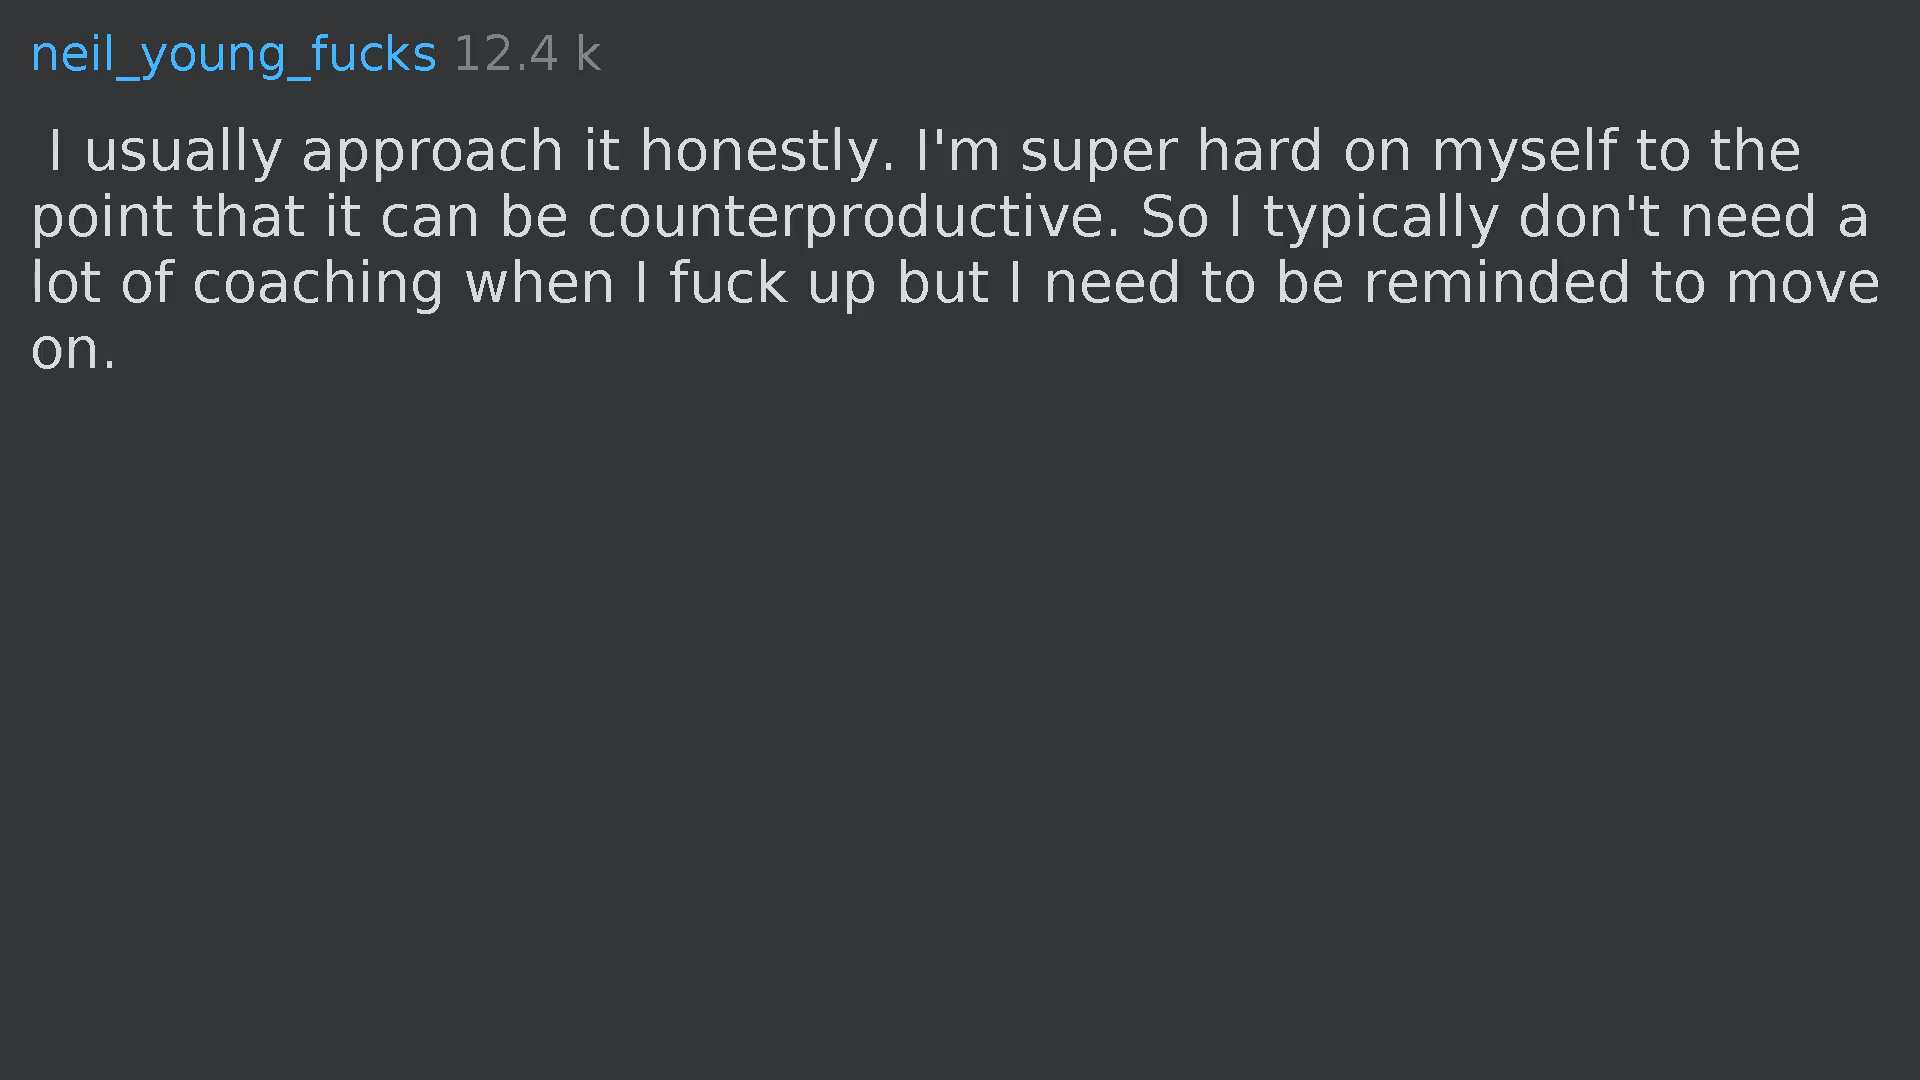 neil_young_fucks 12.4 k
I usually approach it honestly. I'm super hard on myself to the
point that it can be counterproductive. So I typically don't need a
lot of coaching when I fuck up but I need to be reminded to move
on.